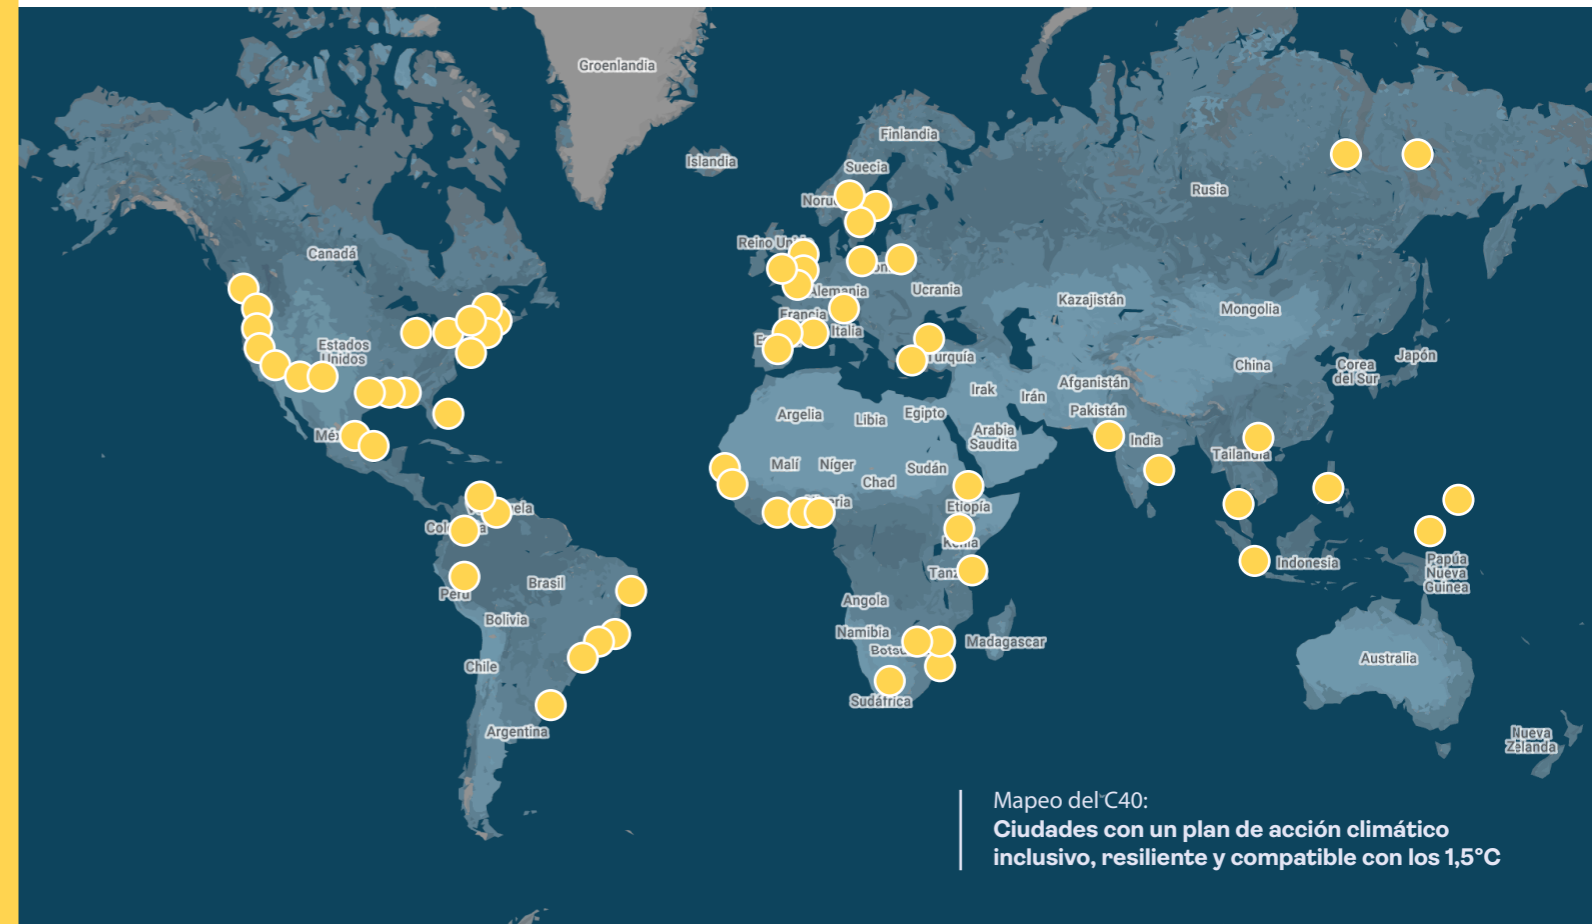 Groenlandia
Finlandia
Islandia
Suecia
Rusia
Canadá
Alemania
Ucrania
Kazajistán
Mongolia
Francia
Italia
Estados
Unidos
China
Corea
del Sur
Japón
Irak
Irán
Afganistán
Pakistán
Argelia
Libia
Egipto
Arabia
Saudita
India
Tailandia
Malí
Níger
Chad
Sudán
Etiopía
Kenia
Perú
Brasil
Bolivia
Chile
Argentina
Angola
Namibia
Madagascar
Sudáfrica
Indonesia
Papúa
Nueva
Guinea
Australia
Nueva
Zelanda
Mapeo del C40:
Ciudades con un plan de acción climático
inclusivo, resiliente y compatible con los 1,5°C